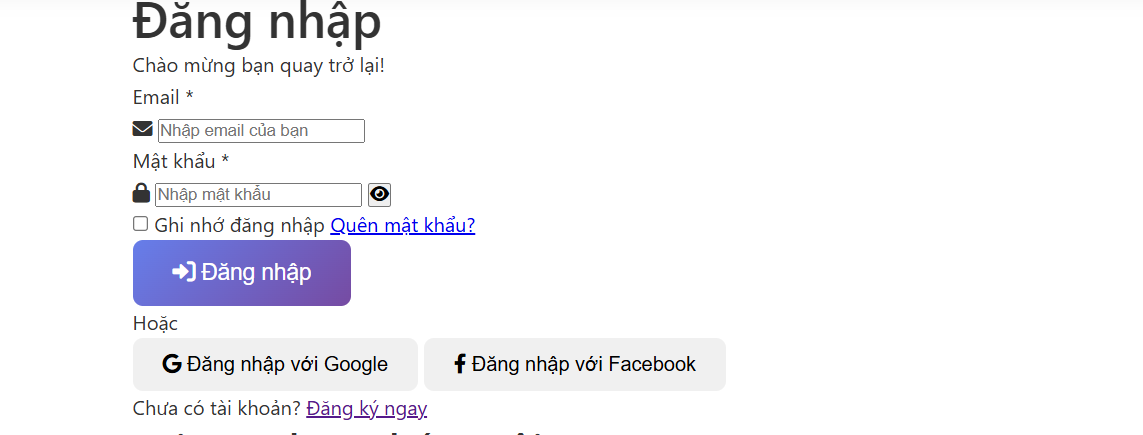 Đăng nhập
Chào mừng bạn quay trở lại!
Email *
Nhập email của bạn
Mật khẩu *
Nhập mật khẩu
Ghi nhớ đăng nhập Quên mật khẩu?
Đăng nhập
Hoặc
Đăng nhập với Google Đăng nhập với Facebook
Chưa có tài khoản? Đăng ký ngay